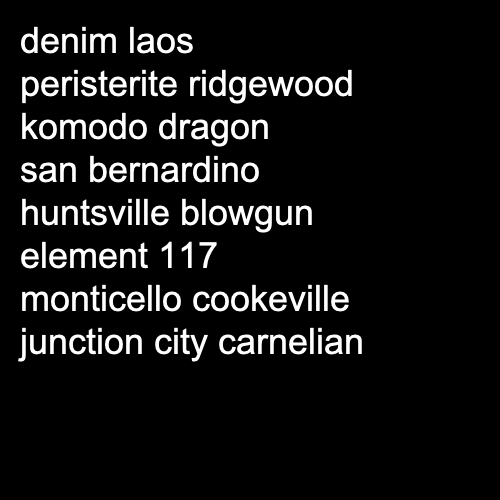 denim laos
peristerite ridgewood
komodo dragon
san bernardino
huntsville blowgun
element 117
monticello cookeville
junction city carnelian